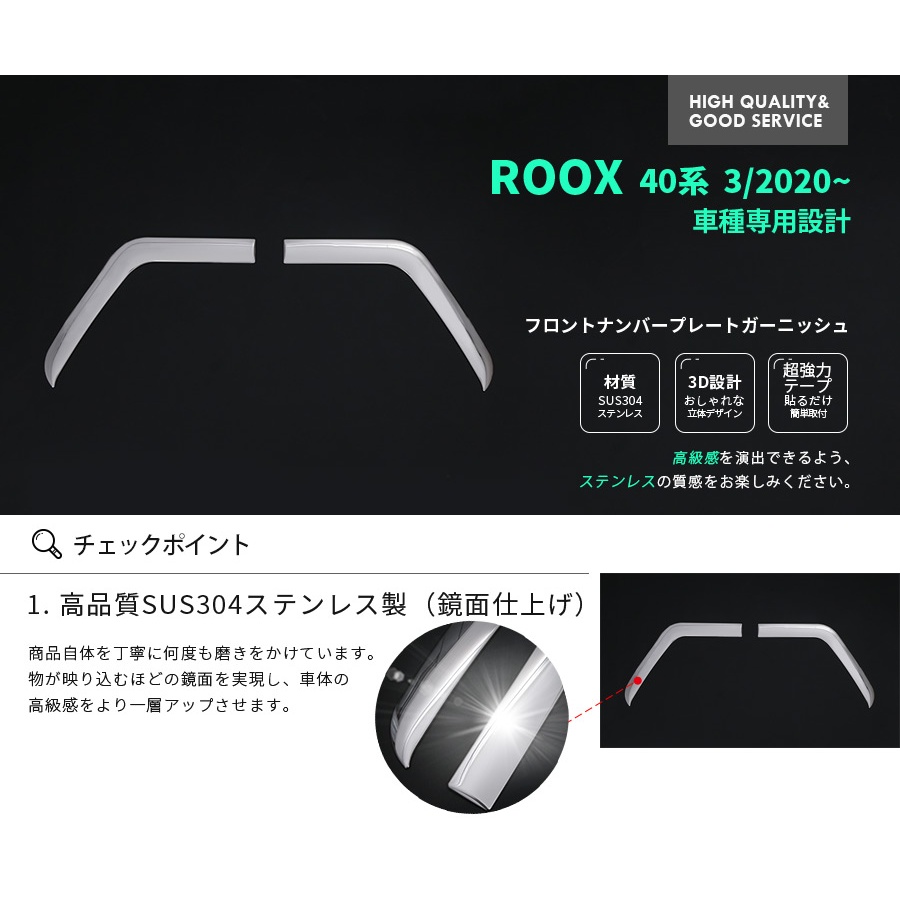 HIGH QUALITY&
GOOD SERVICE
ROOX 40系 3/2020~
車種専用設計
フロントナンバープレートガーニッシュ
材質
SUS304
ステンレス
3D設計
おしゃれな
立体デザイン
超強力
テープ
貼るだけ
簡単取付
高級感を演出できるよう、
ステンレスの質感をお楽しみください。
チェックポイント
1. 高品質SUS304ステンレス製（鏡面仕上げ）
商品自体を丁寧に何度も磨きをかけています。
物が映り込むほどの鏡面を実現し、車体の
高級感をより一層アップさせます。